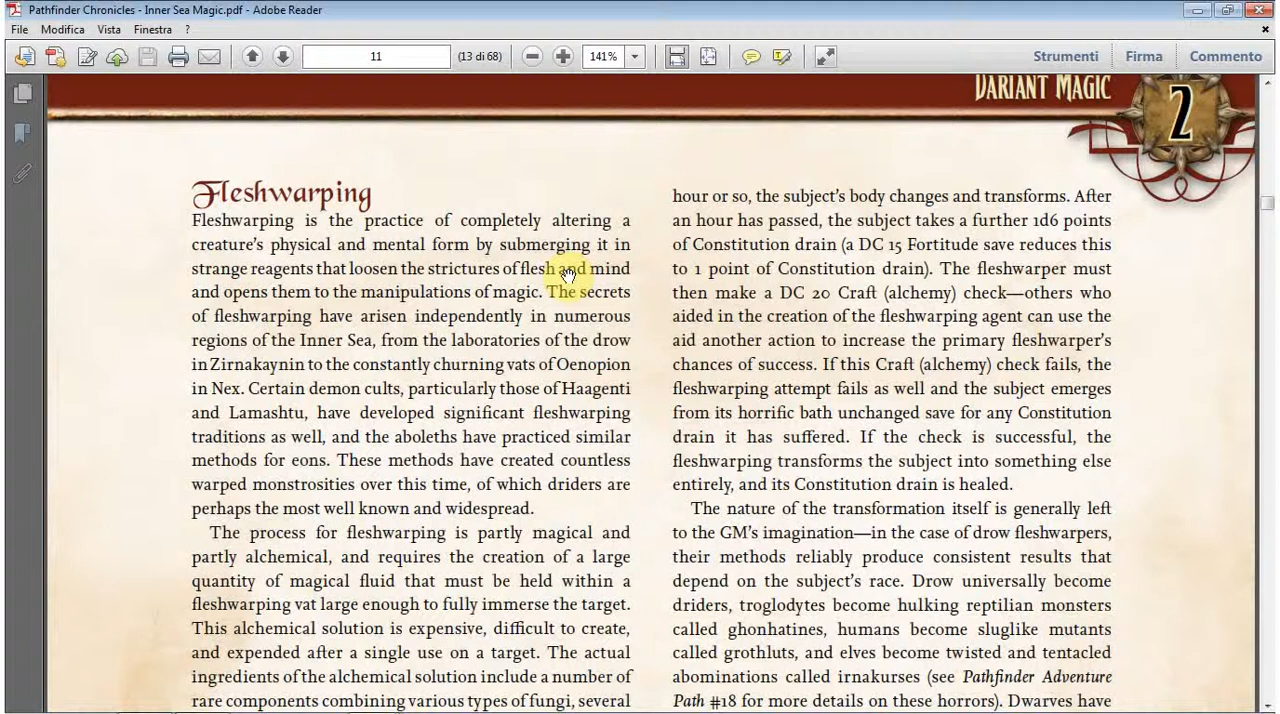 Pathfinder Chronicles - Inner Sea Magic.pdf - Adobe Reader
File Modifica Vista Finestra ?
11 (13 di 68) 141% Strumenti Firma Commento
VARIANT MAGIC
2
Fleshwarping
Fleshwarping is the practice of completely altering a
creature's physical and mental form by submerging it in
strange reagents that loosen the strictures of flesh and mind
and opens them to the manipulations of magic. The secrets
of fleshwarping have arisen independently in numerous
regions of the Inner Sea, from the laboratories of the drow
in Zirnakaynin to the constantly churning vats of Oenopion
in Nex. Certain demon cults, particularly those of Haagenti
and Lamashtu, have developed significant fleshwarping
traditions as well, and the aboleths have practiced similar
methods for eons. These methods have created countless
warped monstrosities over this time, of which driders are
perhaps the most well known and widespread.
The process for fleshwarping is partly magical and
partly alchemical, and requires the creation of a large
quantity of magical fluid that must be held within a
fleshwarping vat large enough to fully immerse the target.
This alchemical solution is expensive, difficult to create,
and expended after a single use on a target. The actual
ingredients of the alchemical solution include a number of
rare components combining various types of fungi, several
hour or so, the subject's body changes and transforms. After
an hour has passed, the subject takes a further 1d6 points
of Constitution drain (a DC 15 Fortitude save reduces this
to 1 point of Constitution drain). The fleshwarper must
then make a DC 20 Craft (alchemy) check—others who
aided in the creation of the fleshwarping agent can use the
aid another action to increase the primary fleshwarper's
chances of success. If this Craft (alchemy) check fails, the
fleshwarping attempt fails as well and the subject emerges
from its horrific bath unchanged save for any Constitution
drain it has suffered. If the check is successful, the
fleshwarping transforms the subject into something else
entirely, and its Constitution drain is healed.
The nature of the transformation itself is generally left
to the GM's imagination—in the case of drow fleshwarpers,
their methods reliably produce consistent results that
depend on the subject's race. Drow universally become
driders, troglodytes become hulking reptilian monsters
called ghonhatines, humans become sluglike mutants
called grothluts, and elves become twisted and tentacled
abominations called irnakurses (see Pathfinder Adventure
Path #18 for more details on these horrors). Dwarves have